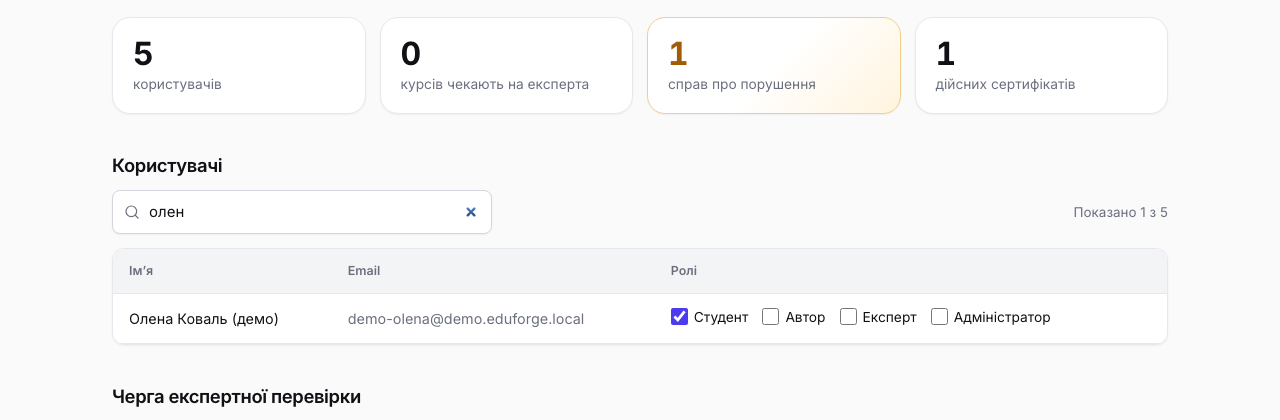 5
користувачів
0
курсів чекають на експерта
1
справ про порушення
1
дійсних сертифікатів
Користувачі
олен
Показано 1 з 5
Ім’я Email Ролі
Олена Коваль (демо) demo-olena@demo.eduforge.local Студент Автор Експерт Адміністратор
Черга експертної перевірки